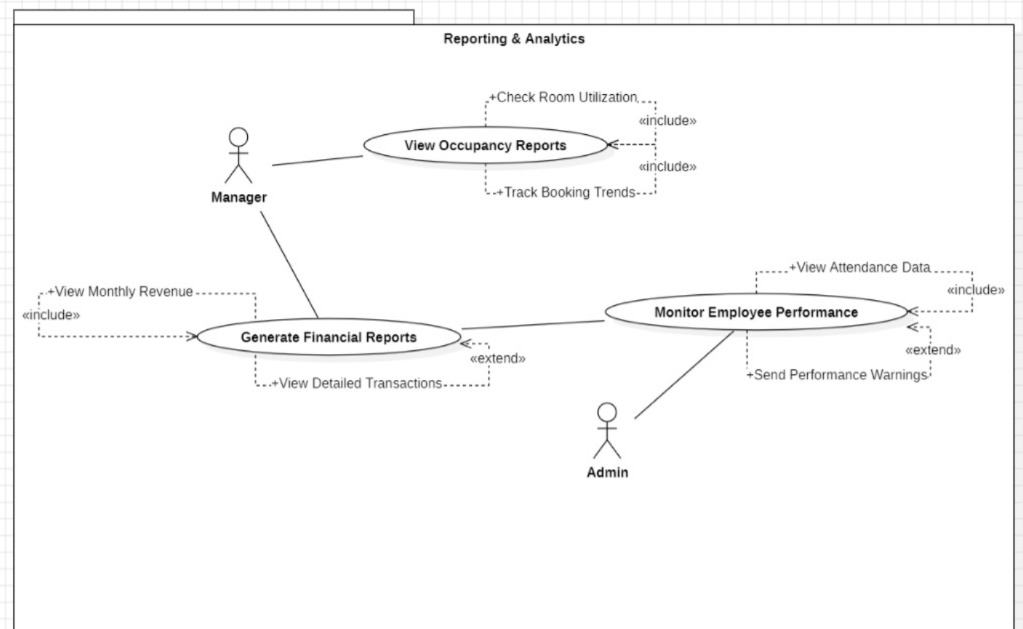 Reporting & Analytics
+Check Room Utilization
«include»
View Occupancy Reports
«include»
+Track Booking Trends
Manager
+View Attendance Data
«include»
+View Monthly Revenue
«include»
Monitor Employee Performance
Generate Financial Reports
«extend»
«extend»
+View Detailed Transactions
+Send Performance Warnings
Admin